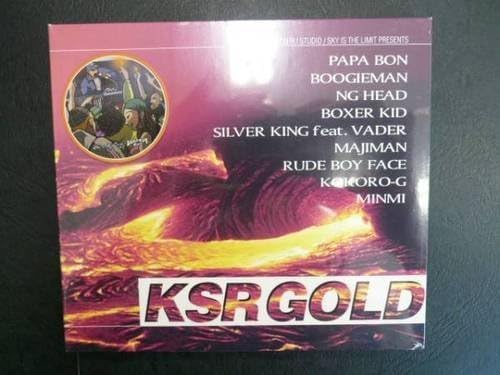 STUDIO / SKY IS THE LIMIT PRESENTS
PAPA BON
BOOGIEMAN
NG HEAD
BOXER KID
SILVER KING feat. VADER
MAJIMAN
RUDE BOY FACE
KOKORO-G
MINMI
KSR GOLD